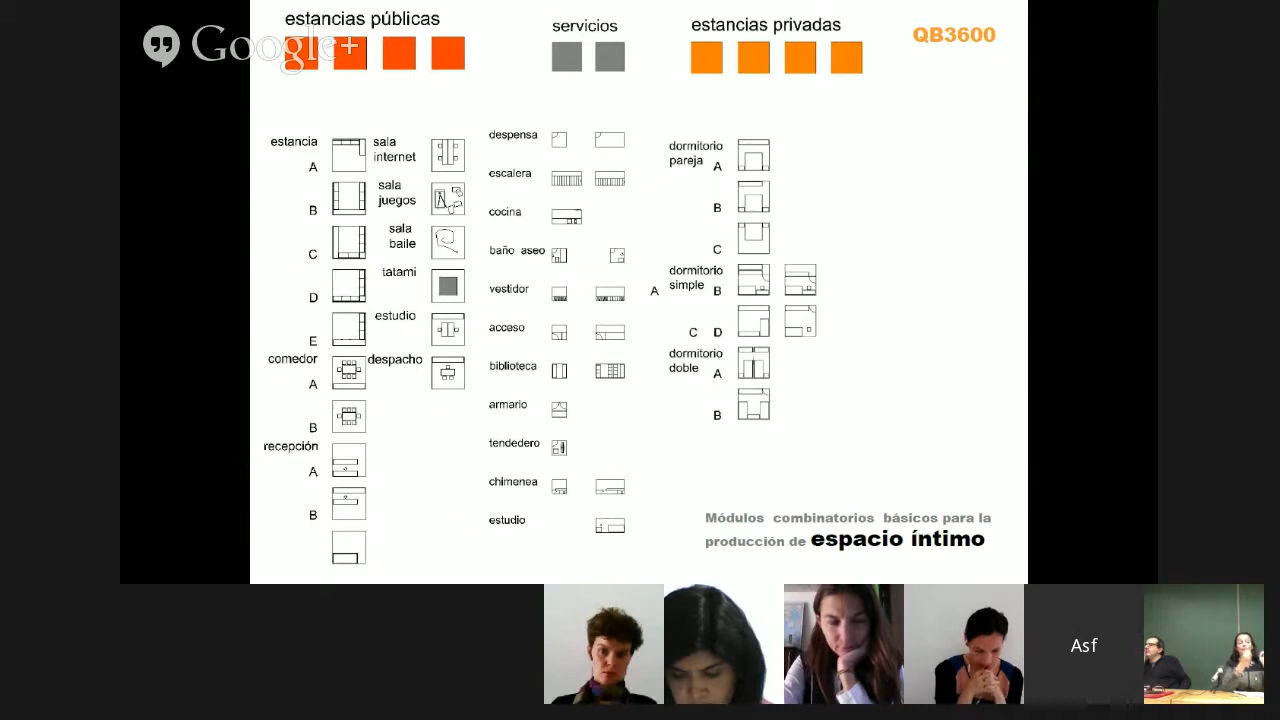 estancias públicas
servicios
estancias privadas
QB3600
Google+
estancia
A
B
C
D
E
comedor
A
B
recepción
A
B
sala
internet
sala
juegos
sala
baile
tatami
estudio
despacho
despensa
escalera
cocina
baño aseo
vestidor
acceso
biblioteca
armario
tendedero
chimenea
estudio
dormitorio
pareja A
B
C
dormitorio
A simple B
C D
dormitorio
doble A
B
Módulos combinatorios básicos para la
producción de espacio íntimo
Asf